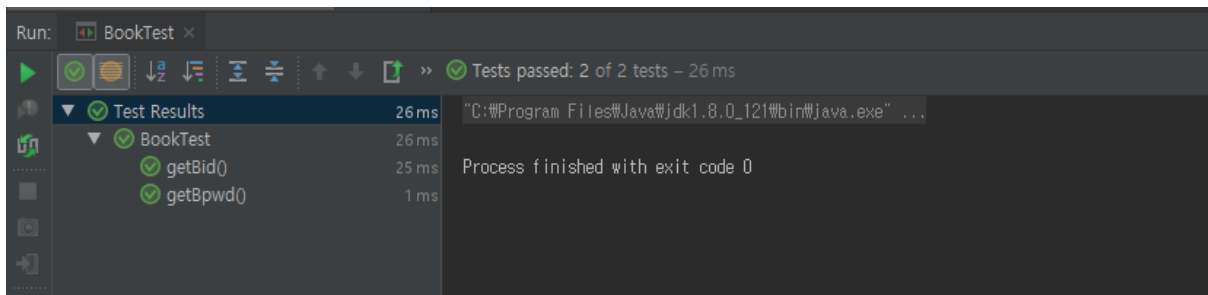 Run: BookTest ×
» Tests passed: 2 of 2 tests – 26 ms
Test Results 26 ms
BookTest 26 ms
getBid() 25 ms
getBpwd() 1 ms
"C:₩Program Files₩Java₩jdk1.8.0_121₩bin₩java.exe" ...
Process finished with exit code 0